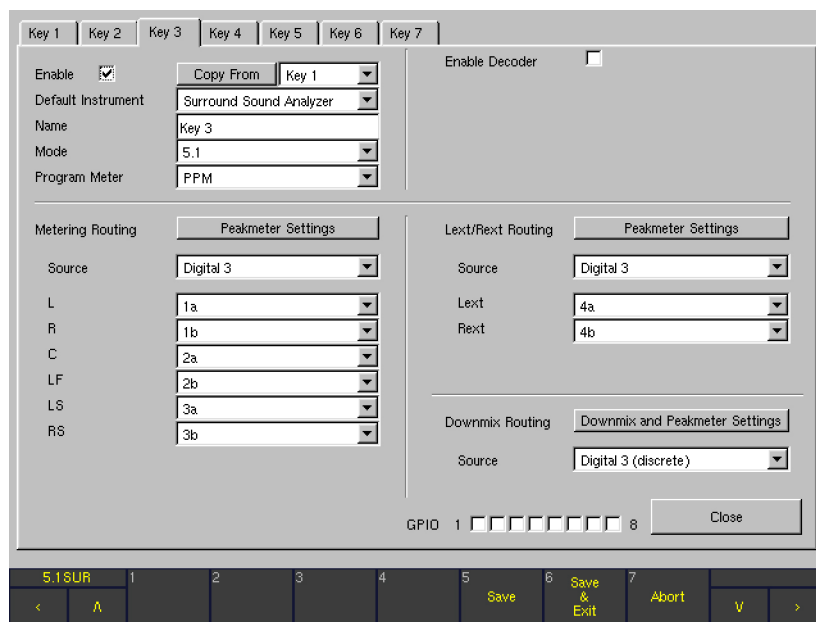 Key 1 Key 2 Key 3 Key 4 Key 5 Key 6 Key 7
Enable Copy From Key 1
Default Instrument Surround Sound Analyzer
Name Key 3
Mode 5.1
Program Meter PPM
Enable Decoder
Metering Routing Peakmeter Settings
Source Digital 3
L 1a
R 1b
C 2a
LF 2b
LS 3a
RS 3b
Lext/Rext Routing Peakmeter Settings
Source Digital 3
Lext 4a
Rext 4b
Downmix Routing Downmix and Peakmeter Settings
Source Digital 3 (discrete)
GPIO 1 8 Close
5.1SUR 1 2 3 4 5 Save 6 Save & Exit 7 Abort
< Λ V >